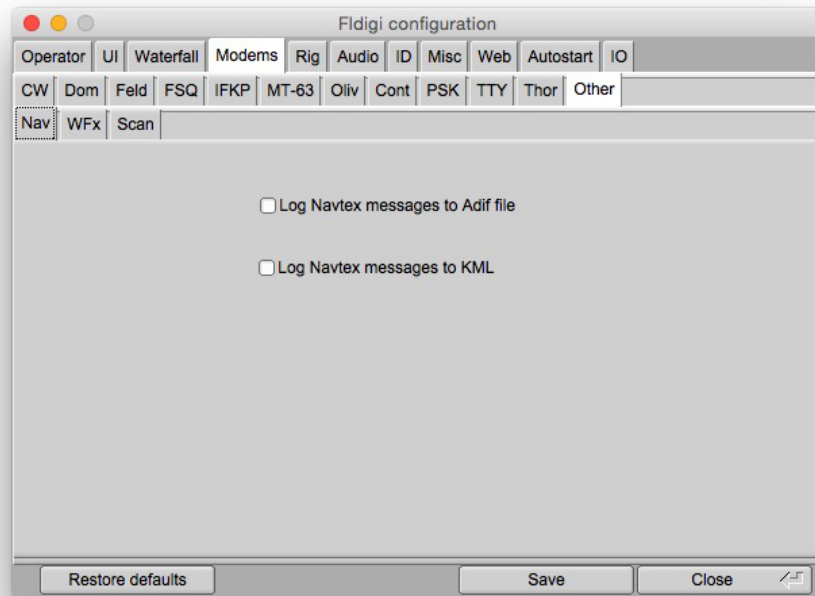 Fldigi configuration
Operator UI Waterfall Modems Rig Audio ID Misc Web Autostart IO
CW Dom Feld FSQ IFKP MT-63 Oliv Cont PSK TTY Thor Other
Nav WFx Scan
Log Navtex messages to Adif file
Log Navtex messages to KML
Restore defaults Save Close